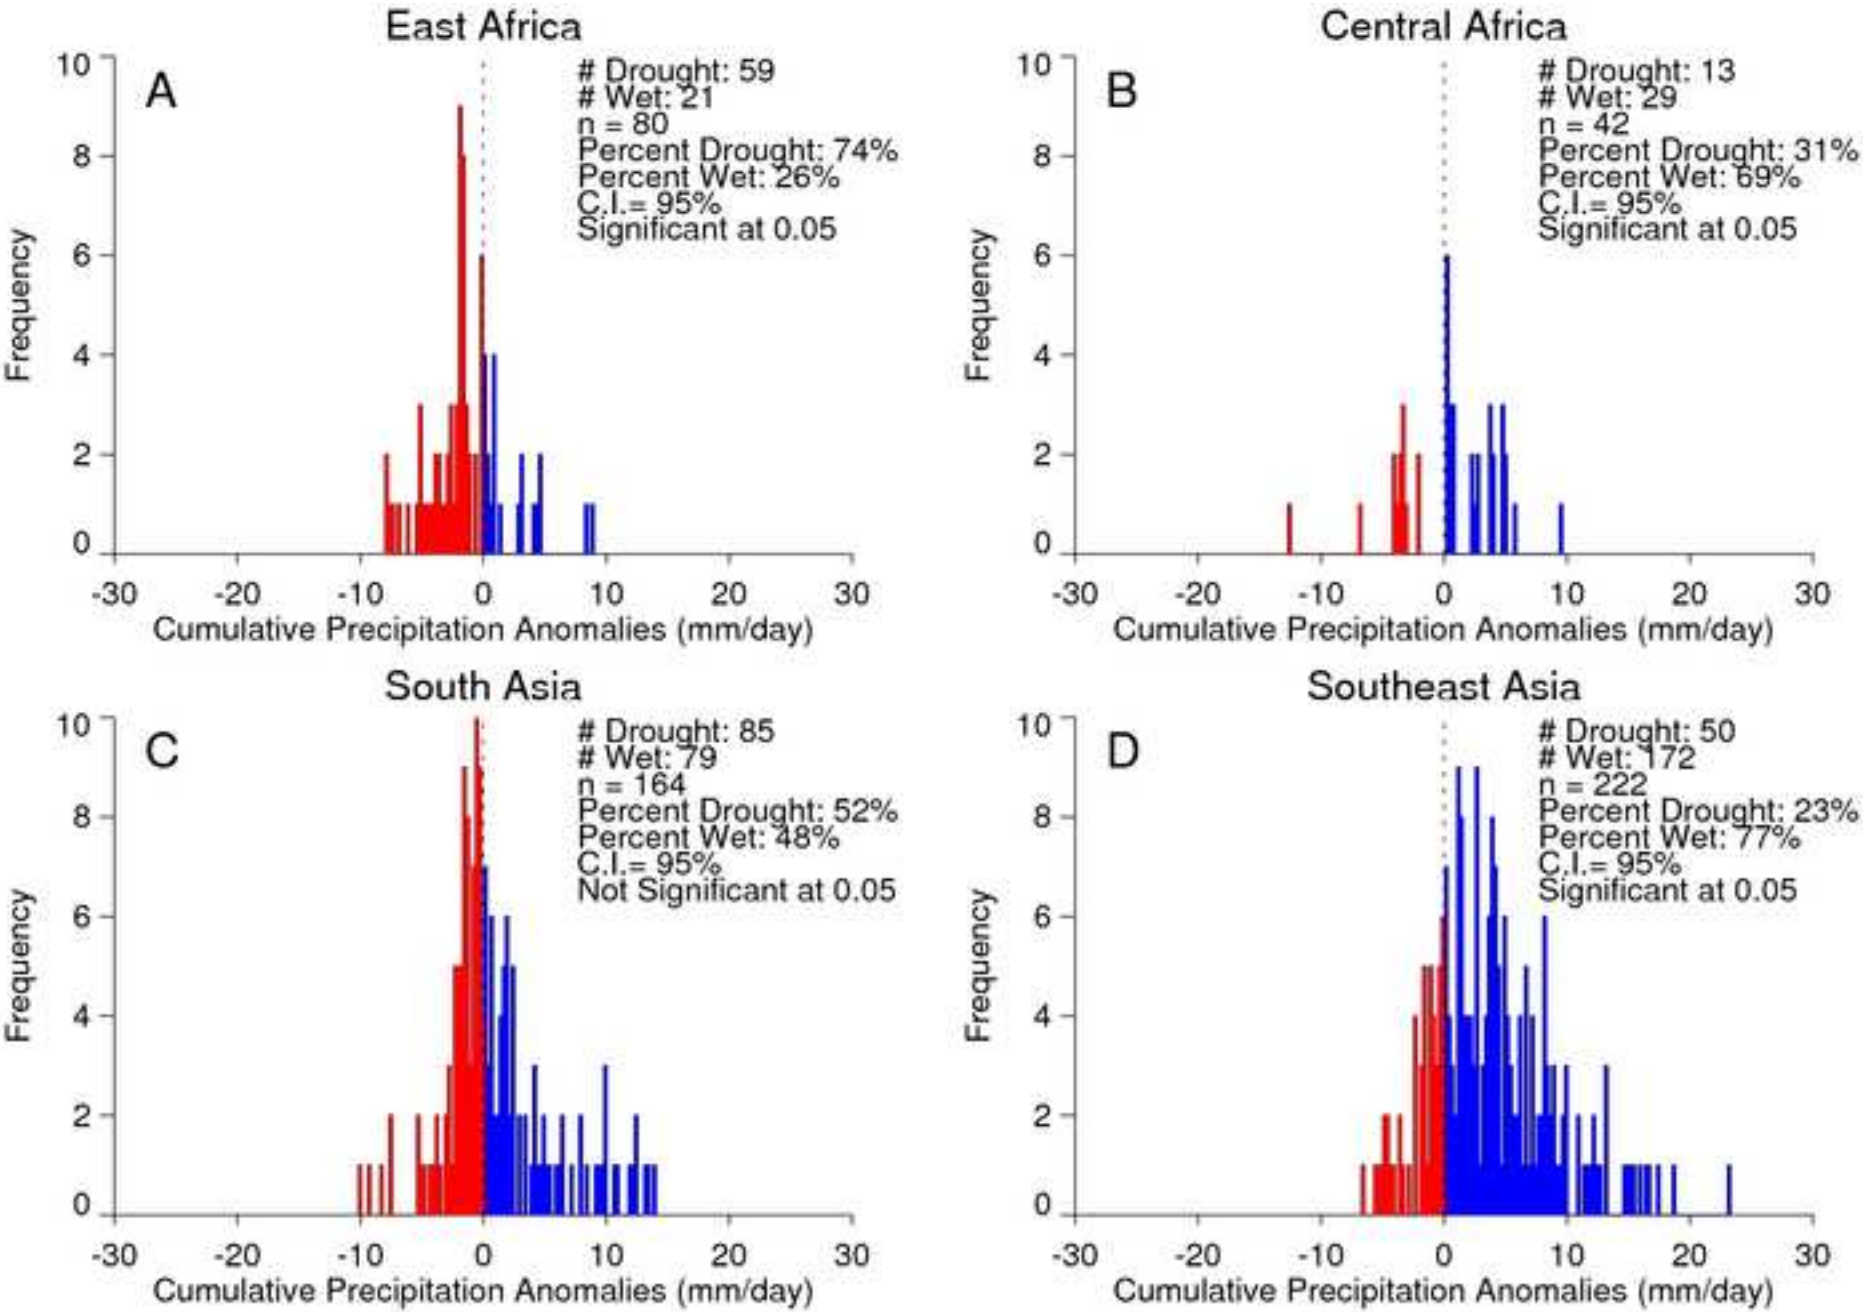 East Africa
A
# Drought: 59
# Wet: 21
n = 80
Percent Drought: 74%
Percent Wet: 26%
C.I.= 95%
Significant at 0.05
Frequency
10
8
6
4
2
0
-30 -20 -10 0 10 20 30
Cumulative Precipitation Anomalies (mm/day)
Central Africa
B
# Drought: 13
# Wet: 29
n = 42
Percent Drought: 31%
Percent Wet: 69%
C.I.= 95%
Significant at 0.05
Frequency
10
8
6
4
2
0
-30 -20 -10 0 10 20 30
Cumulative Precipitation Anomalies (mm/day)
South Asia
C
# Drought: 85
# Wet: 79
n = 164
Percent Drought: 52%
Percent Wet: 48%
C.I.= 95%
Not Significant at 0.05
Frequency
10
8
6
4
2
0
-30 -20 -10 0 10 20 30
Cumulative Precipitation Anomalies (mm/day)
Southeast Asia
D
# Drought: 50
# Wet: 172
n = 222
Percent Drought: 23%
Percent Wet: 77%
C.I.= 95%
Significant at 0.05
Frequency
10
8
6
4
2
0
-30 -20 -10 0 10 20 30
Cumulative Precipitation Anomalies (mm/day)